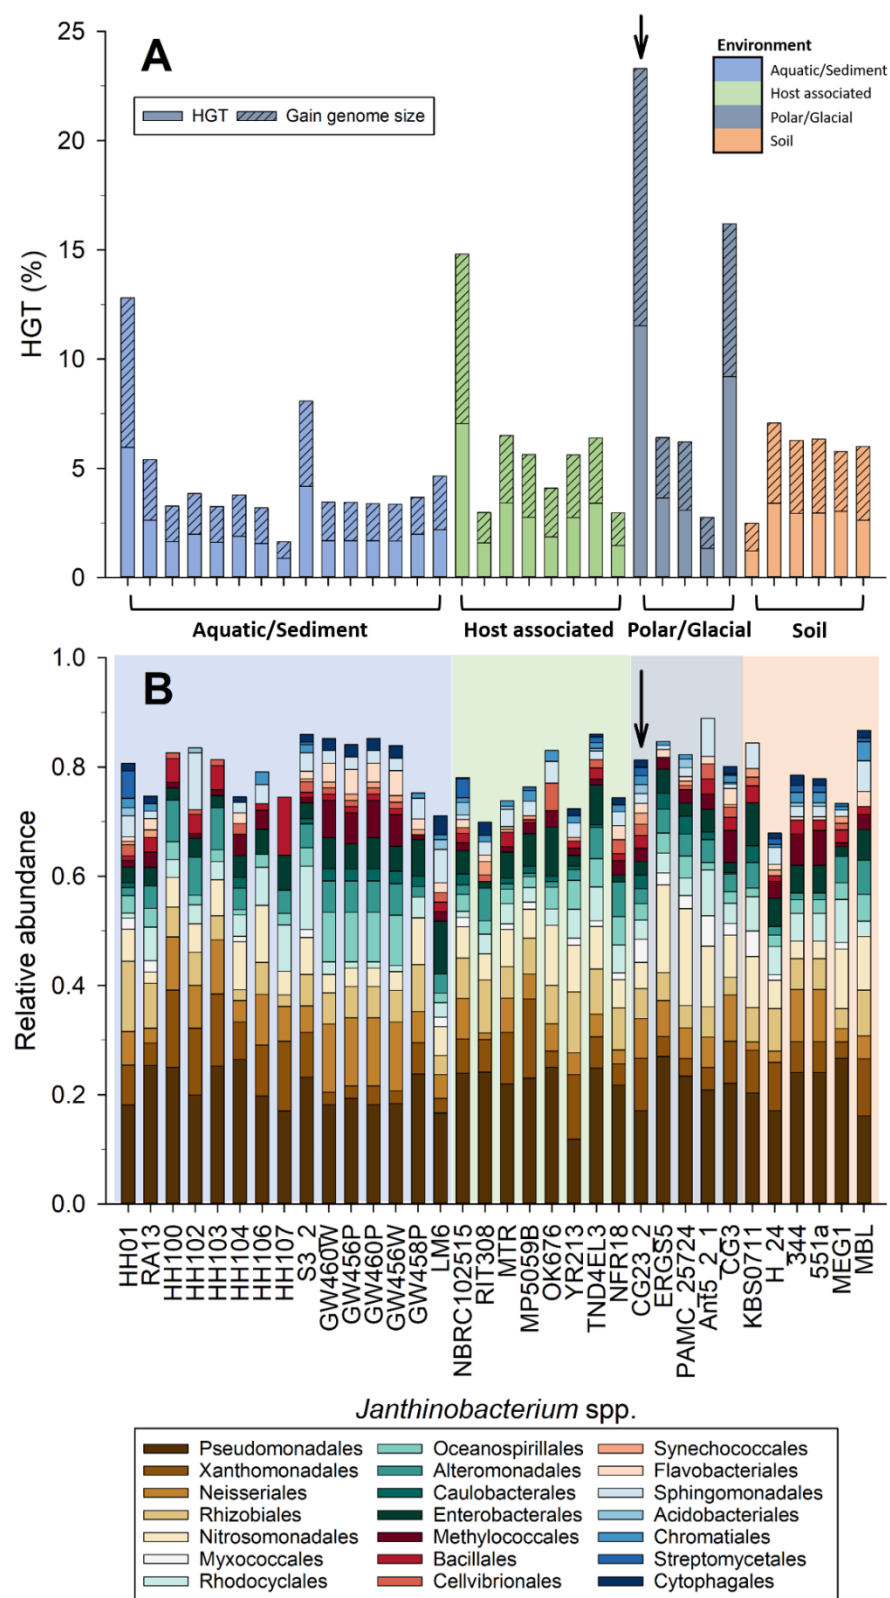 A
Environment
Aquatic/Sediment
Host associated
Polar/Glacial
Soil
HGT Gain genome size
HGT (%)
25
20
15
10
5
0
Aquatic/Sediment Host associated Polar/Glacial Soil
B
Relative abundance
1.0
0.8
0.6
0.4
0.2
0.0
HH01
RA13
HH100
HH102
HH103
HH104
HH106
HH107
S3_2
GW460W
GW456P
GW460P
GW456W
GW458P
LM6
NBRC102515
RIT308
MTR
MP5059B
OK676
YR213
TND4EL3
NFR18
CG23_2
ERGS5
PAMC_25724
Ant5_2_1
CG3
KBS0711
H_24
344
551a
MEG1
MBL
Janthinobacterium spp.
Pseudomonadales Oceanospirillales Synechococcales
Xanthomonadales Alteromonadales Flavobacteriales
Neisseriales Caulobacterales Sphingomonadales
Rhizobiales Enterobacterales Acidobacteriales
Nitrosomonadales Methylococcales Chromatiales
Myxococcales Bacillales Streptomycetales
Rhodocyclales Cellvibrionales Cytophagales